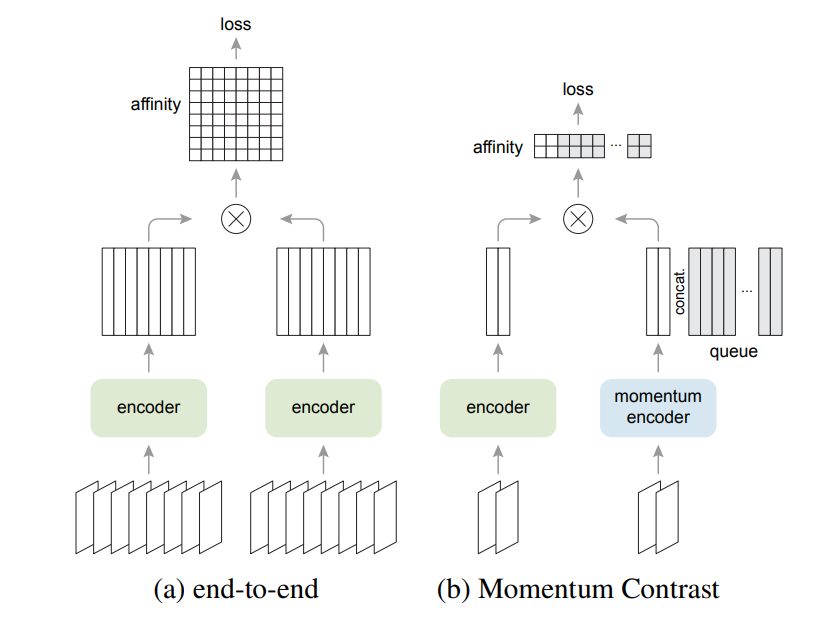 loss
affinity
encoder
encoder
(a) end-to-end
loss
affinity
...
concat.
...
queue
encoder
momentum
encoder
(b) Momentum Contrast